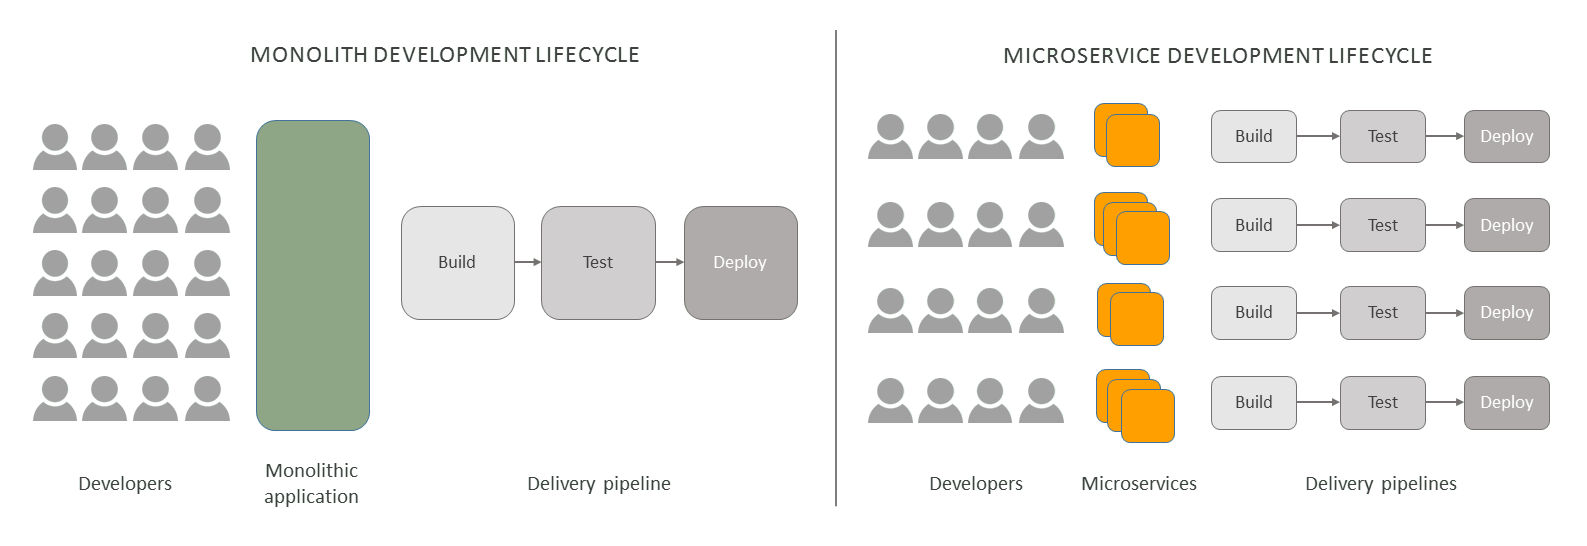 MONOLITH DEVELOPMENT LIFECYCLE
Build
Test
Deploy
Developers
Monolithic
application
Delivery pipeline
MICROSERVICE DEVELOPMENT LIFECYCLE
Build
Test
Deploy
Build
Test
Deploy
Build
Test
Deploy
Build
Test
Deploy
Developers
Microservices
Delivery pipelines